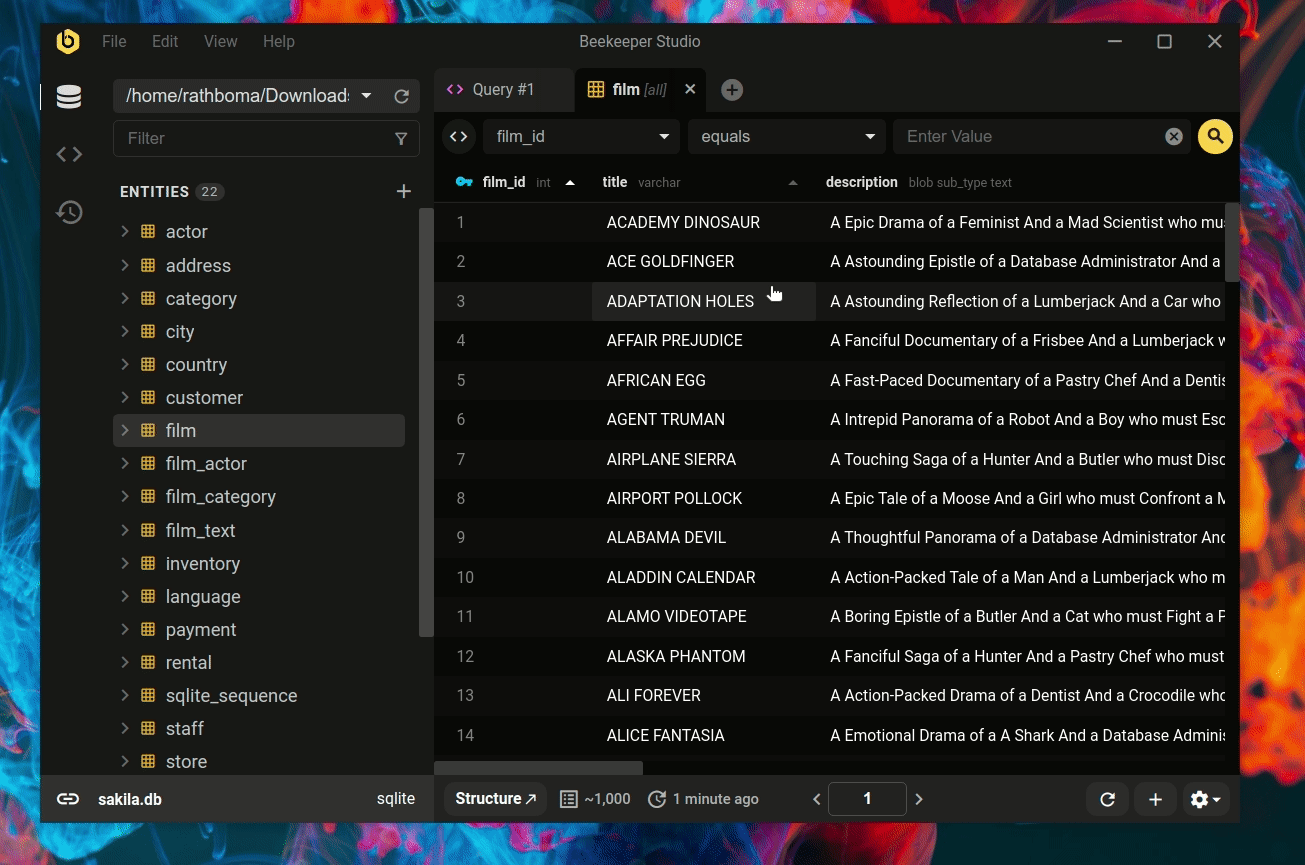 File Edit View Help Beekeeper Studio
/home/rathboma/Download
Filter
ENTITIES 22
actor
address
category
city
country
customer
film
film_actor
film_category
film_text
inventory
language
payment
rental
sqlite_sequence
staff
store
sakila.db sqlite
Query #1 film [all]
film_id equals Enter Value
film_id int title varchar description blob sub_type text
1 ACADEMY DINOSAUR A Epic Drama of a Feminist And a Mad Scientist who mu
2 ACE GOLDFINGER A Astounding Epistle of a Database Administrator And a
3 ADAPTATION HOLES A Astounding Reflection of a Lumberjack And a Car who
4 AFFAIR PREJUDICE A Fanciful Documentary of a Frisbee And a Lumberjack w
5 AFRICAN EGG A Fast-Paced Documentary of a Pastry Chef And a Dentis
6 AGENT TRUMAN A Intrepid Panorama of a Robot And a Boy who must Esc
7 AIRPLANE SIERRA A Touching Saga of a Hunter And a Butler who must Disc
8 AIRPORT POLLOCK A Epic Tale of a Moose And a Girl who must Confront a M
9 ALABAMA DEVIL A Thoughtful Panorama of a Database Administrator And
10 ALADDIN CALENDAR A Action-Packed Tale of a Man And a Lumberjack who m
11 ALAMO VIDEOTAPE A Boring Epistle of a Butler And a Cat who must Fight a P
12 ALASKA PHANTOM A Fanciful Saga of a Hunter And a Pastry Chef who must
13 ALI FOREVER A Action-Packed Drama of a Dentist And a Crocodile who
14 ALICE FANTASIA A Emotional Drama of a A Shark And a Database Adminis
Structure ~1,000 1 minute ago 1